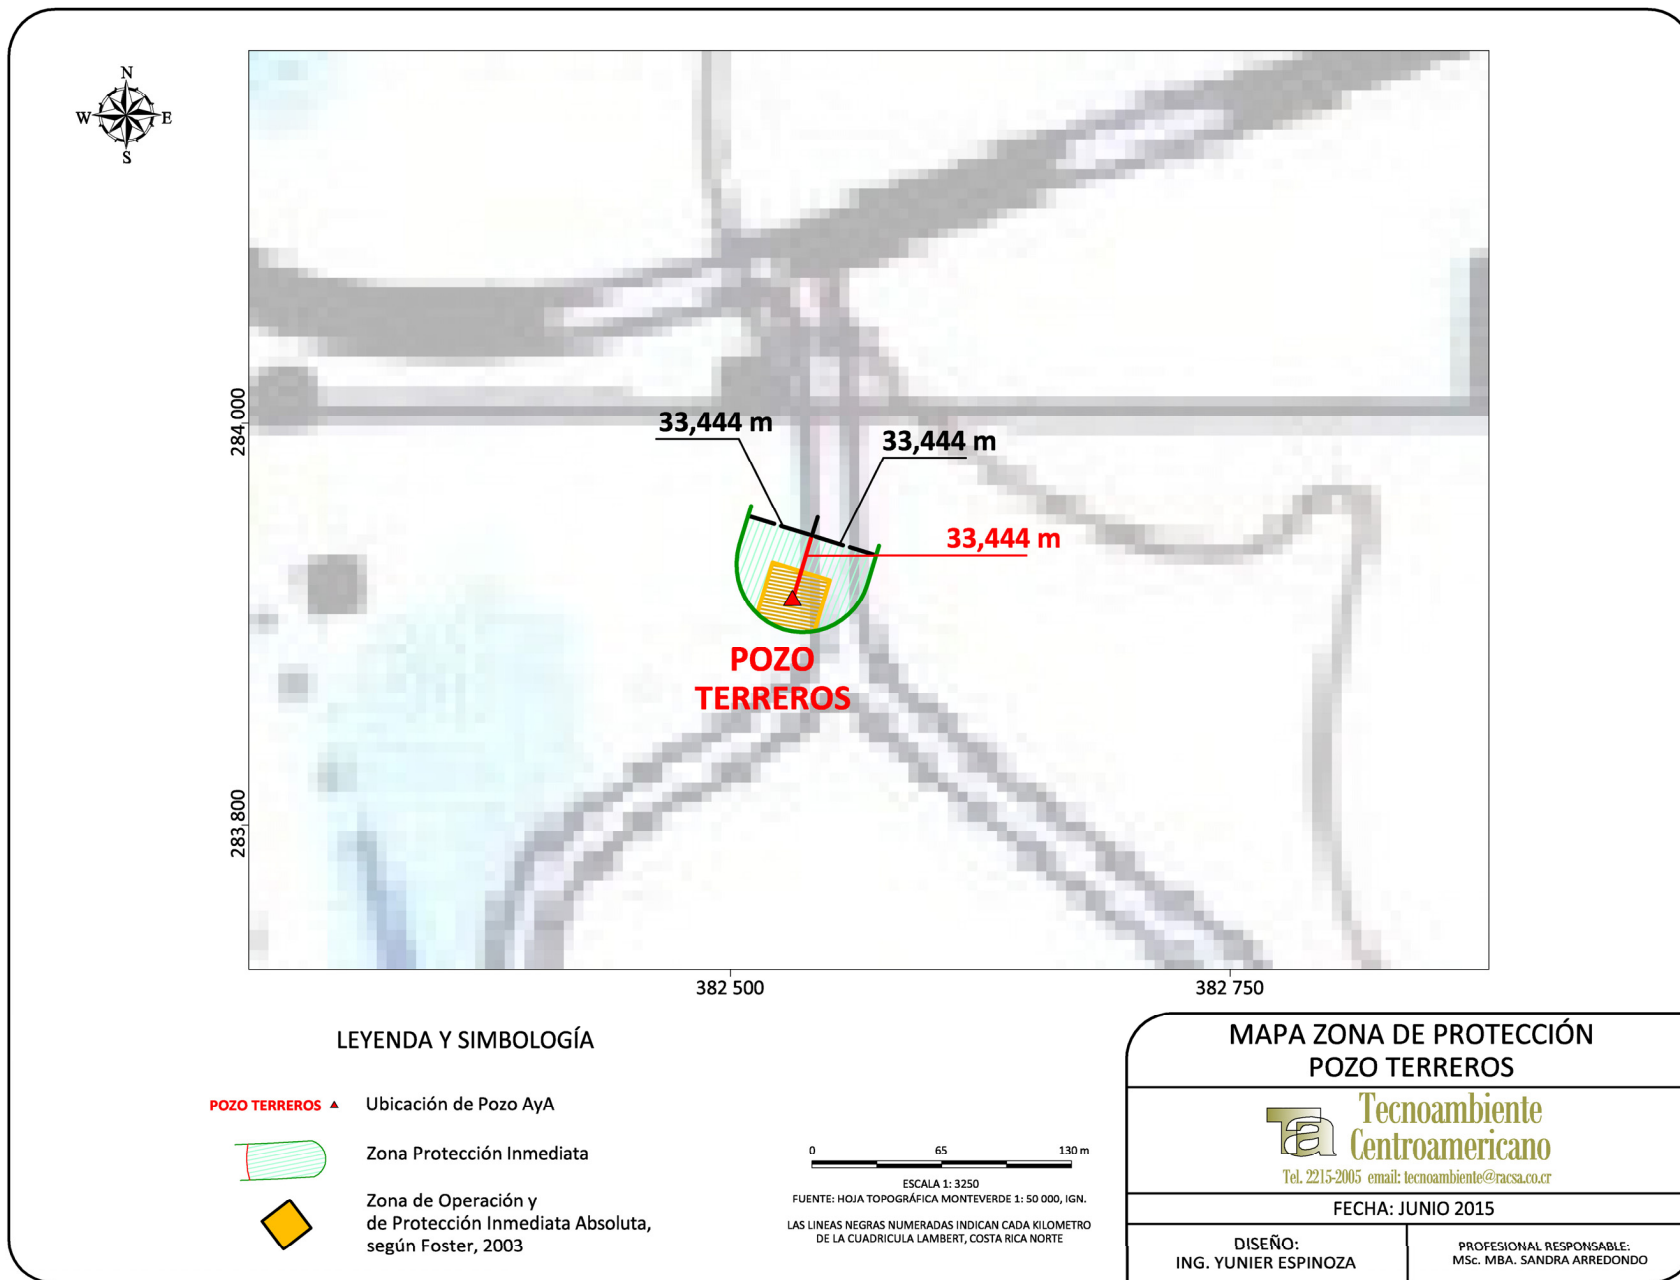 N
W E
S
284 000
283 800
33,444 m
33,444 m
33,444 m
POZO
TERREROS
382 500
382 750
LEYENDA Y SIMBOLOGÍA
POZO TERREROS
Ubicación de Pozo AyA
Zona Protección Inmediata
Zona de Operación y
de Protección Inmediata Absoluta,
según Foster, 2003
0 65 130 m
ESCALA 1: 3250
FUENTE: HOJA TOPOGRÁFICA MONTEVERDE 1: 50 000, IGN.
LAS LINEAS NEGRAS NUMERADAS INDICAN CADA KILOMETRO
DE LA CUADRICULA LAMBERT, COSTA RICA NORTE
MAPA ZONA DE PROTECCIÓN
POZO TERREROS
Ta
Tecnoambiente
Centroamericano
Tel. 2215-2005 email: tecnoambiente@racsa.co.cr
FECHA: JUNIO 2015
DISEÑO:
ING. YUNIER ESPINOZA
PROFESIONAL RESPONSABLE:
MSc. MBA. SANDRA ARREDONDO